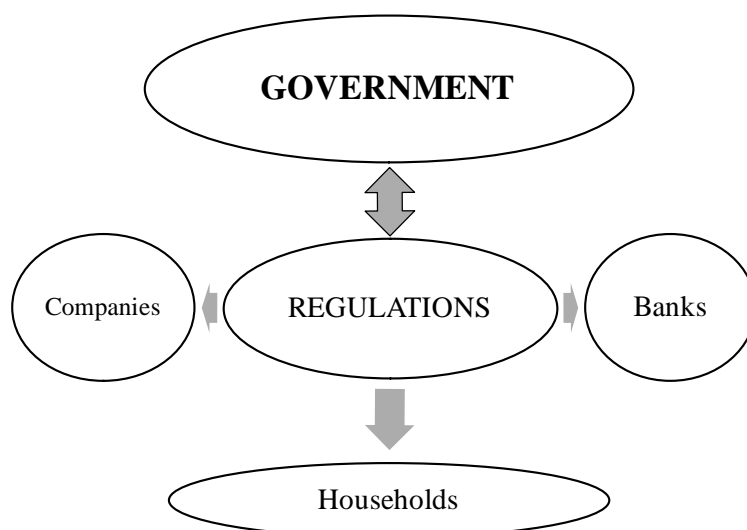 GOVERNMENT
Companies
REGULATIONS
Banks
Households